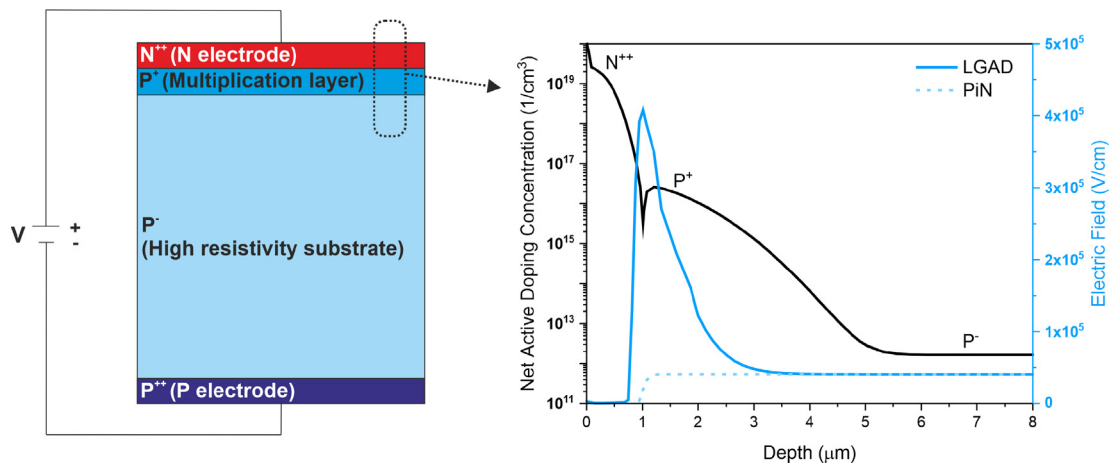 N⁺⁺ (N electrode)
P⁺ (Multiplication layer)
P⁻
(High resistivity substrate)
P⁺⁺ (P electrode)
V
+
-
Net Active Doping Concentration (1/cm³)
10¹⁹
10¹⁷
10¹⁵
10¹³
10¹¹
N⁺⁺
P⁺
P⁻
LGAD
PiN
5x10⁵
4x10⁵
3x10⁵
2x10⁵
1x10⁵
0
Electric Field (V/cm)
0 1 2 3 4 5 6 7 8
Depth (μm)